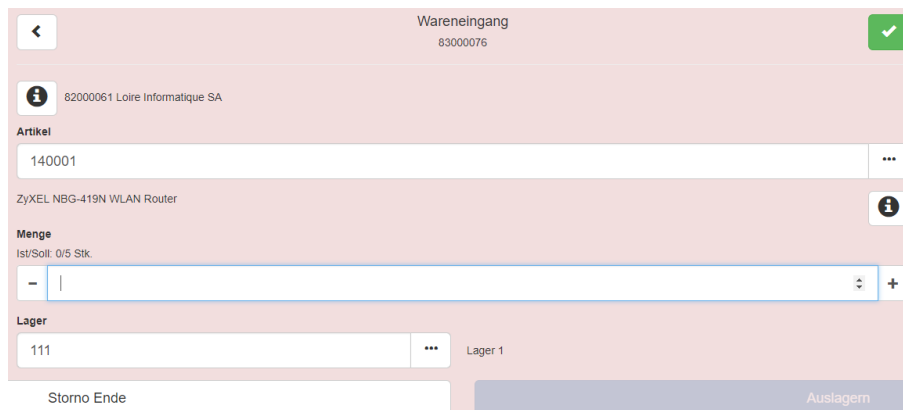 Wareneingang
83000076
82000061 Loire Informatique SA
Artikel
140001
ZyXEL NBG-419N WLAN Router
Menge
Ist/Soll: 0/5 Stk.
Lager
111
Lager 1
Storno Ende
Auslagern